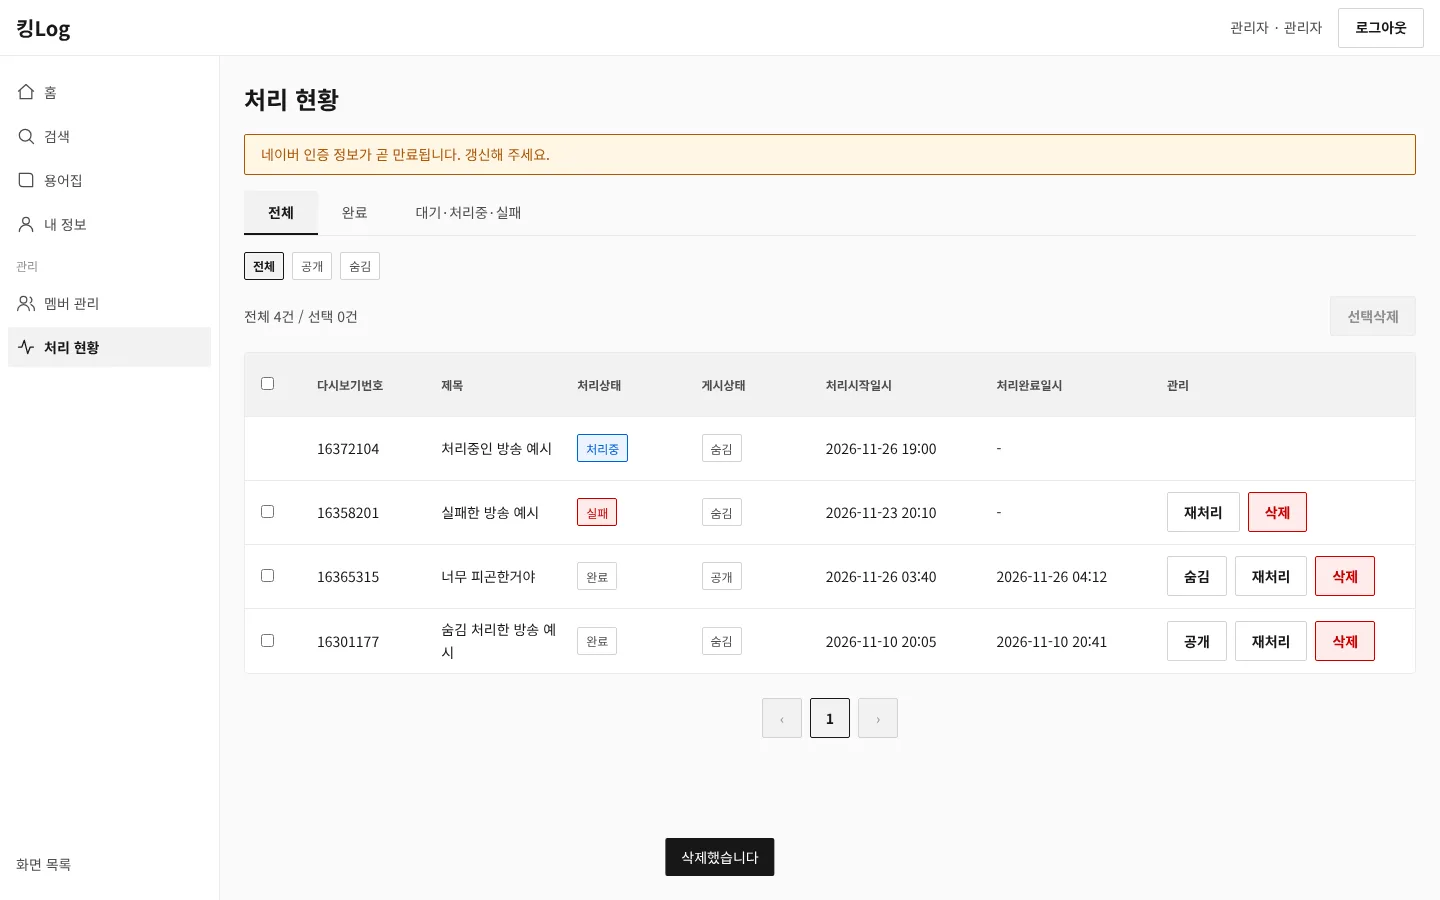 킹Log
관리자 · 관리자
로그아웃
홈
검색
용어집
내 정보
관리
멤버 관리
처리 현황
화면 목록
처리 현황
네이버 인증 정보가 곧 만료됩니다. 갱신해 주세요.
전체 완료 대기·처리중·실패
전체 공개 숨김
전체 4건 / 선택 0건
선택삭제
다시보기번호 제목 처리상태 게시상태 처리시작일시 처리완료일시 관리
16372104 처리중인 방송 예시 처리중 숨김 2026-11-26 19:00 -
16358201 실패한 방송 예시 실패 숨김 2026-11-23 20:10 - 재처리 삭제
16365315 너무 피곤한거야 완료 공개 2026-11-26 03:40 2026-11-26 04:12 숨김 재처리 삭제
16301177 숨김 처리한 방송 예 완료 숨김 2026-11-10 20:05 2026-11-10 20:41 공개 재처리 삭제
시
‹ 1 ›
삭제했습니다